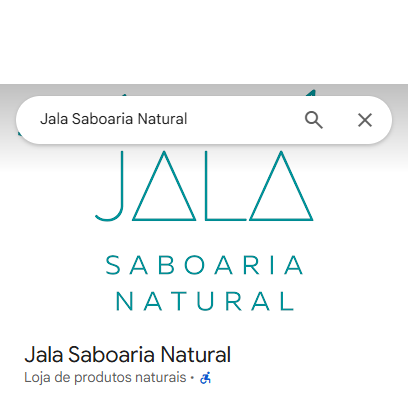 Jala Saboaria Natural
JALA
SABOARIA
NATURAL
Jala Saboaria Natural
Loja de produtos naturais ·